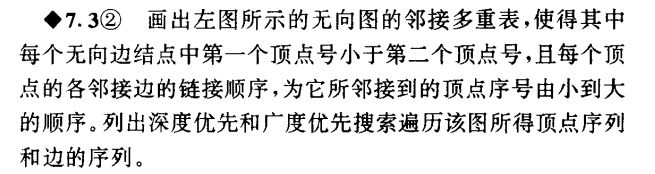 ◆7.3② 画出左图所示的无向图的邻接多重表,使得其中
每个无向边结点中第一个顶点号小于第二个顶点号,且每个顶
点的各邻接边的链接顺序,为它所邻接到的顶点序号由小到大
的顺序。列出深度优先和广度优先搜索遍历该图所得顶点序列
和边的序列。